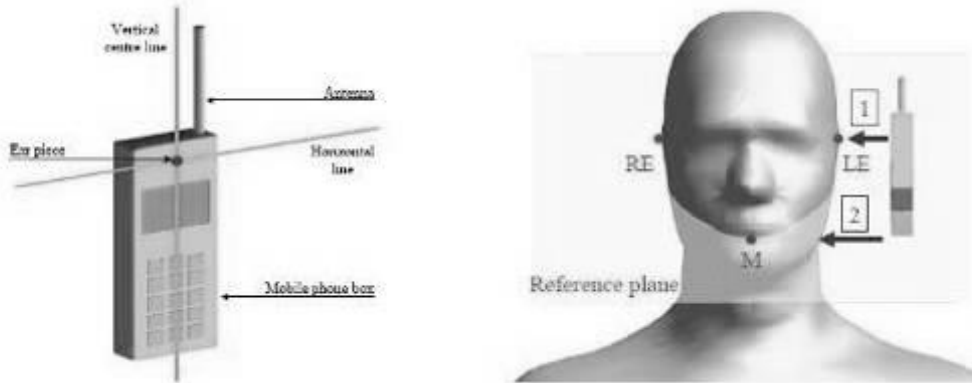 Vertical
centre line
Antenna
Ear piece
Horizontal
line
Mobile phone box
1
RE
LE
2
M
Reference plane